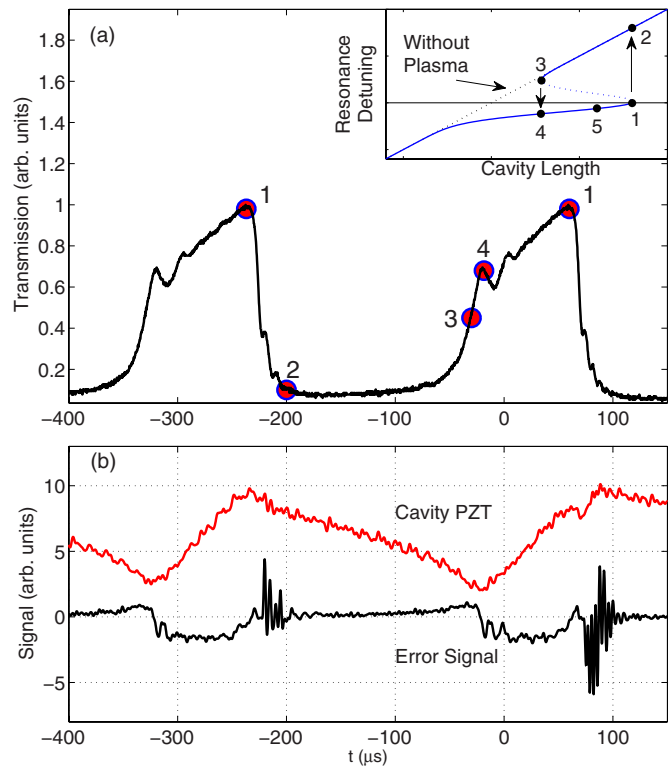 (a)
Transmission (arb. units)
1.8
1.6
1.4
1.2
1
0.8
0.6
0.4
0.2
−400
−300
−200
−100
0
100
1
2
3
4
1
Resonance
Detuning
Without
Plasma
3
2
4
5
1
Cavity Length
(b)
Signal (arb. units)
10
5
0
−5
Cavity PZT
Error Signal
−400
−300
−200
−100
0
100
t (μs)